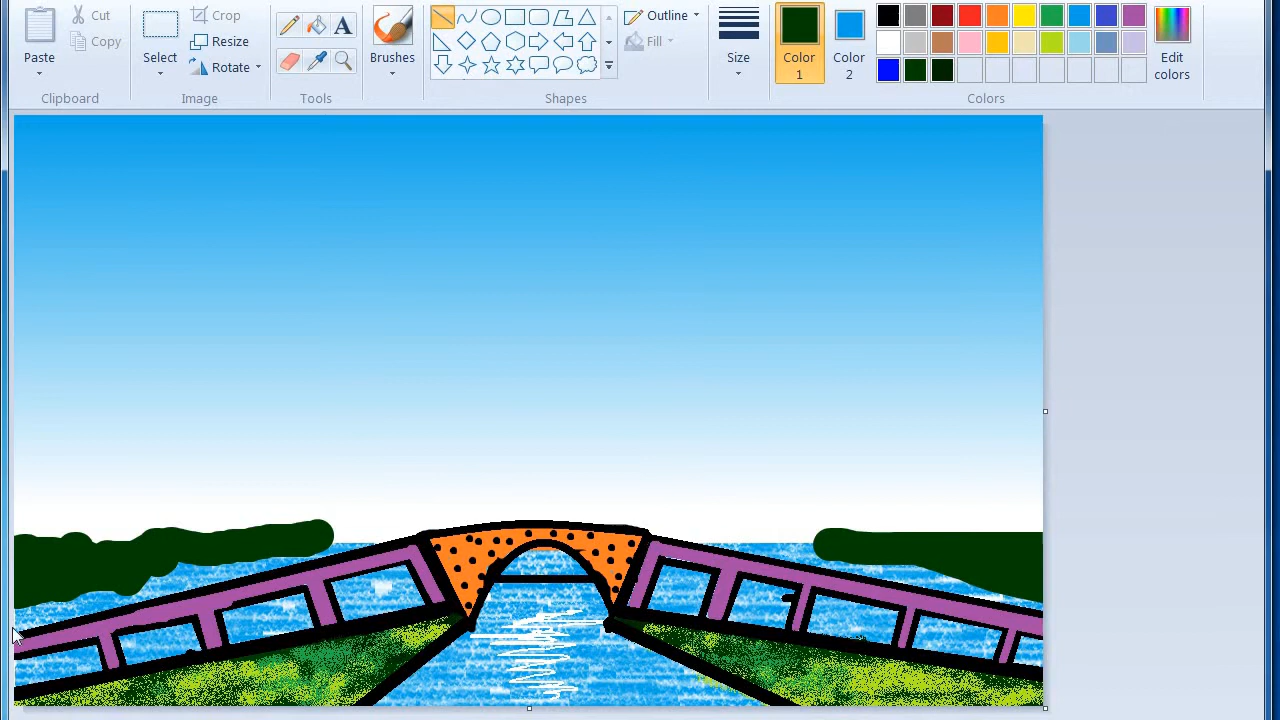 Paste
Cut
Copy
Clipboard
Select
Crop
Resize
Rotate
Image
A
Tools
Brushes
Outline
Fill
Shapes
Size
Color
1
Color
2
Edit
colors
Colors